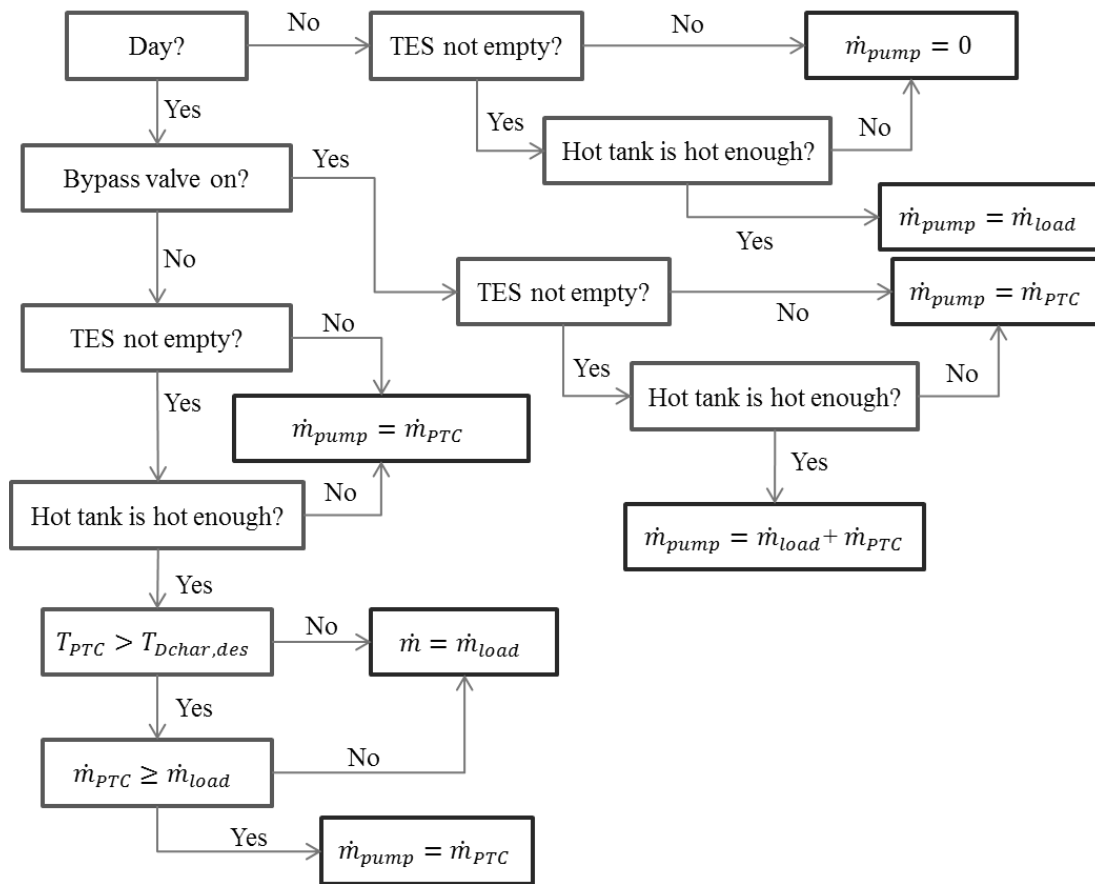 Day?
No
TES not empty?
No
ṁ_pump = 0
Yes
Yes
Hot tank is hot enough?
No
Bypass valve on?
Yes
Yes
ṁ_pump = ṁ_load
No
TES not empty?
No
ṁ_pump = ṁ_PTC
TES not empty?
No
Yes
Hot tank is hot enough?
No
Yes
ṁ_pump = ṁ_PTC
Yes
Hot tank is hot enough?
No
ṁ_pump = ṁ_load + ṁ_PTC
Yes
T_PTC > T_Dchar,des
No
ṁ = ṁ_load
Yes
ṁ_PTC ≥ ṁ_load
No
Yes
ṁ_pump = ṁ_PTC